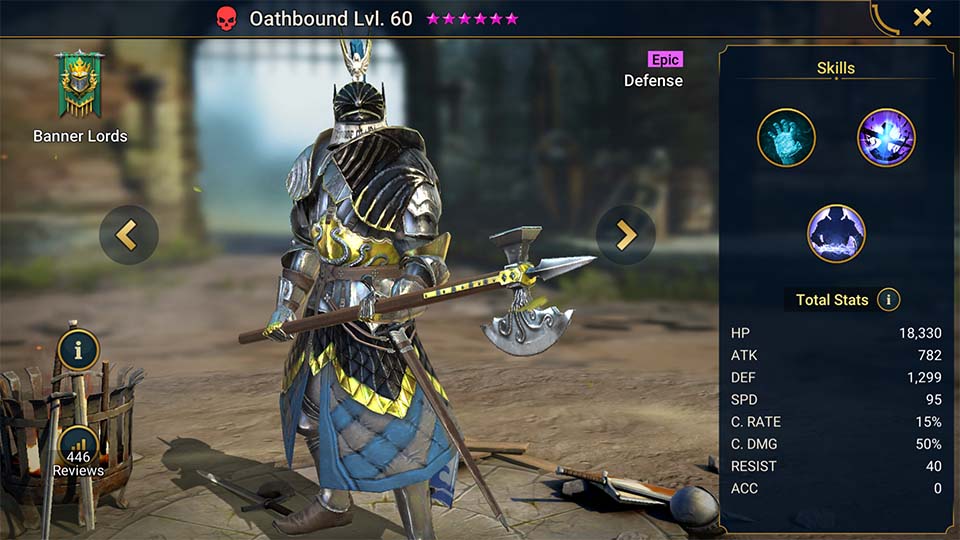 Oathbound Lvl. 60
Banner Lords
Epic
Defense
446
Reviews
Skills
Total Stats i
HP 18,330
ATK 782
DEF 1,299
SPD 95
C. RATE 15%
C. DMG 50%
RESIST 40
ACC 0